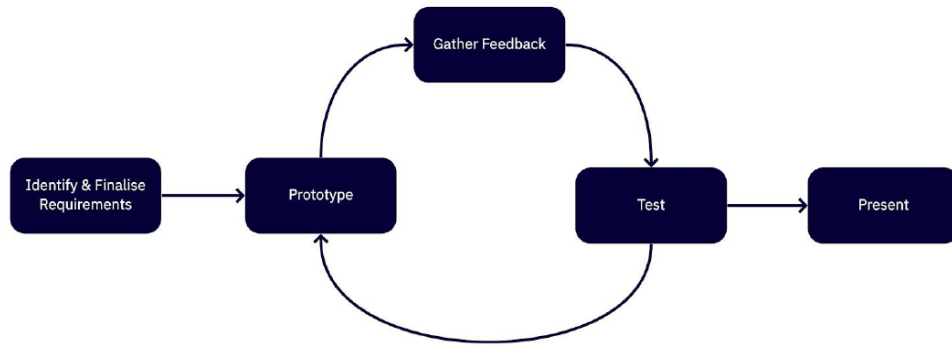 Gather Feedback
Identify & Finalise
Requirements
Prototype
Test
Present